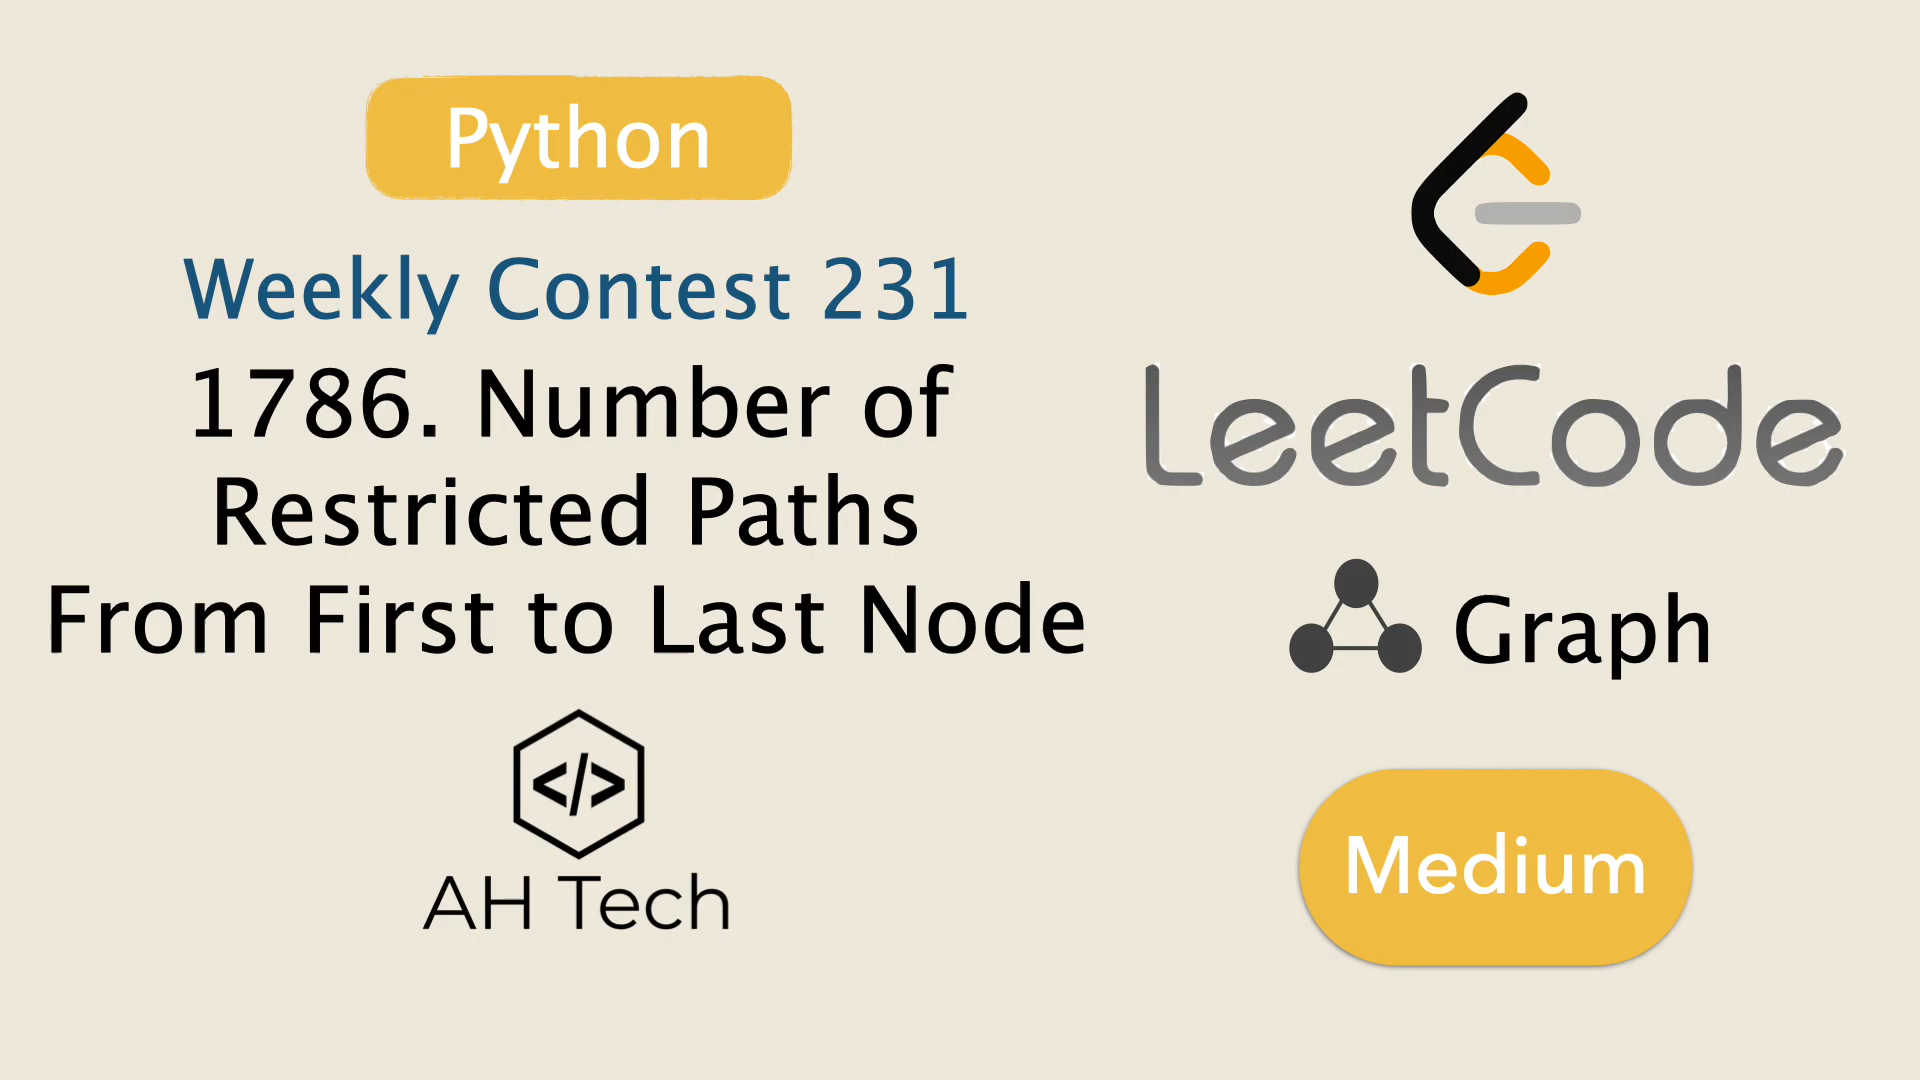 Python
Weekly Contest 231
1786. Number of
Restricted Paths
From First to Last Node
</>
AH Tech
LeetCode
Graph
Medium